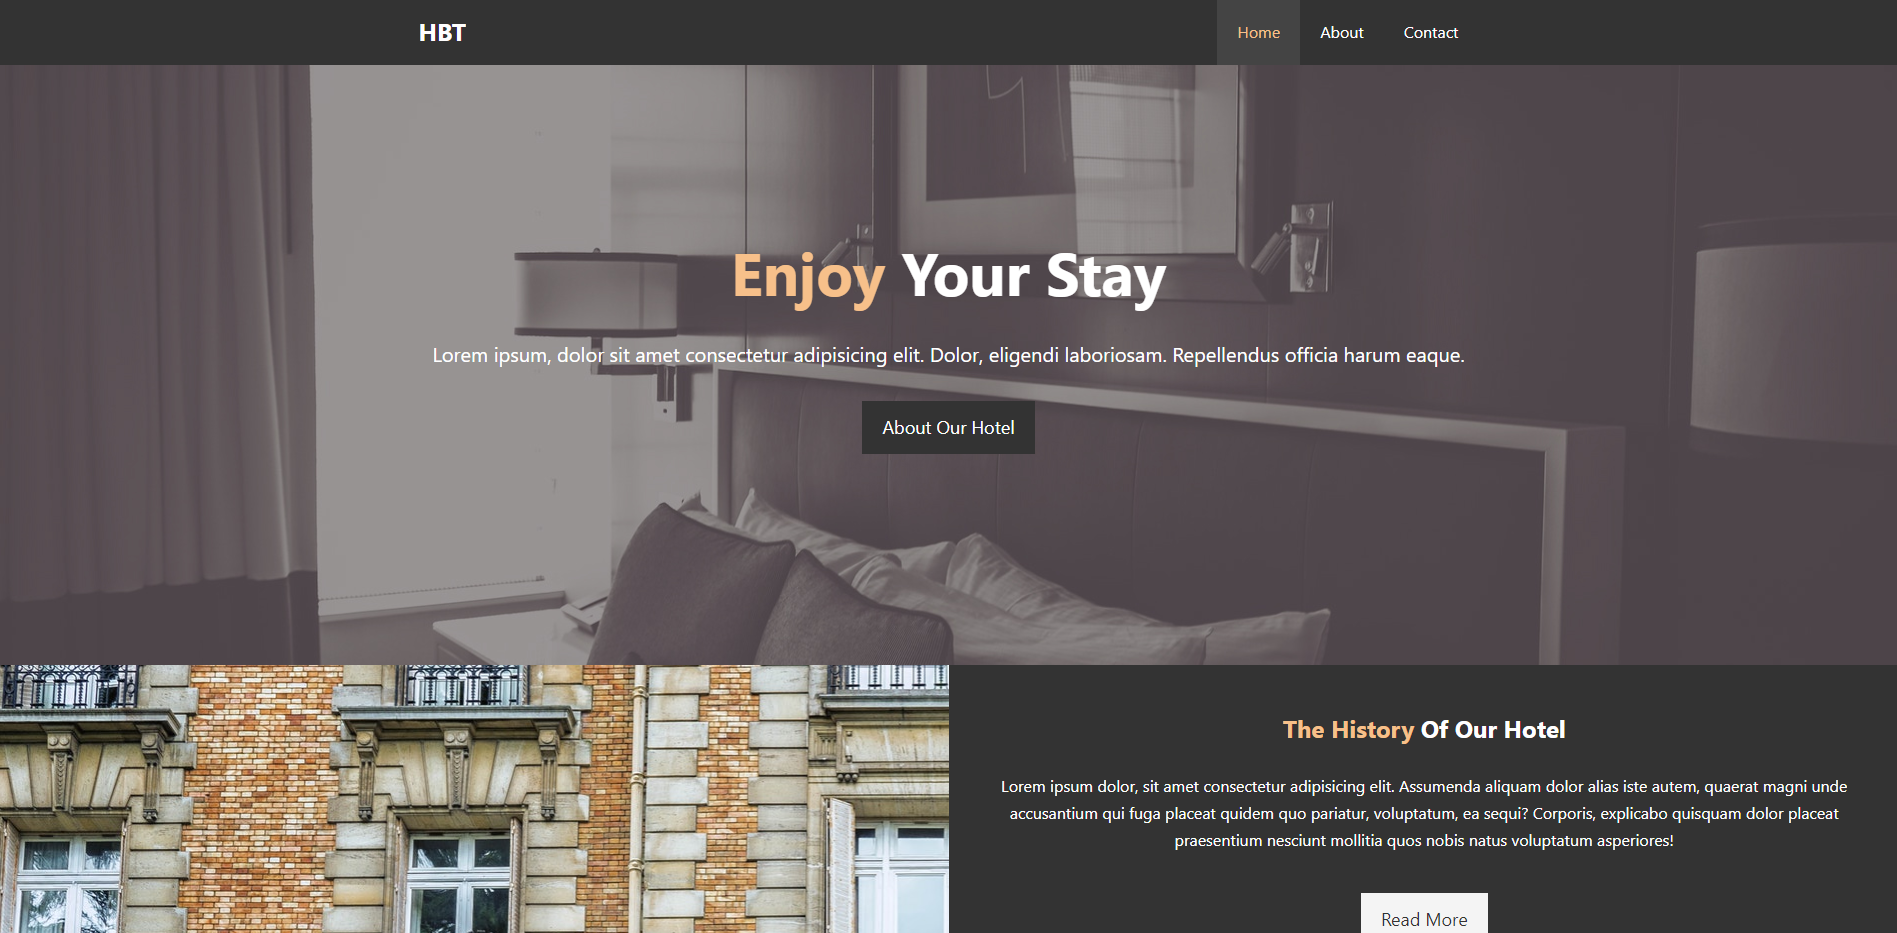 HBT
Home About Contact
Enjoy Your Stay
Lorem ipsum, dolor sit amet consectetur adipisicing elit. Dolor, eligendi laboriosam. Repellendus officia harum eaque.
About Our Hotel
The History Of Our Hotel
Lorem ipsum dolor, sit amet consectetur adipisicing elit. Assumenda aliquam dolor alias iste autem, quaerat magni unde
accusantium qui fuga placeat quidem quo pariatur, voluptatum, ea sequi? Corporis, explicabo quisquam dolor placeat
praesentium nesciunt mollitia quos nobis natus voluptatum asperiores!
Read More